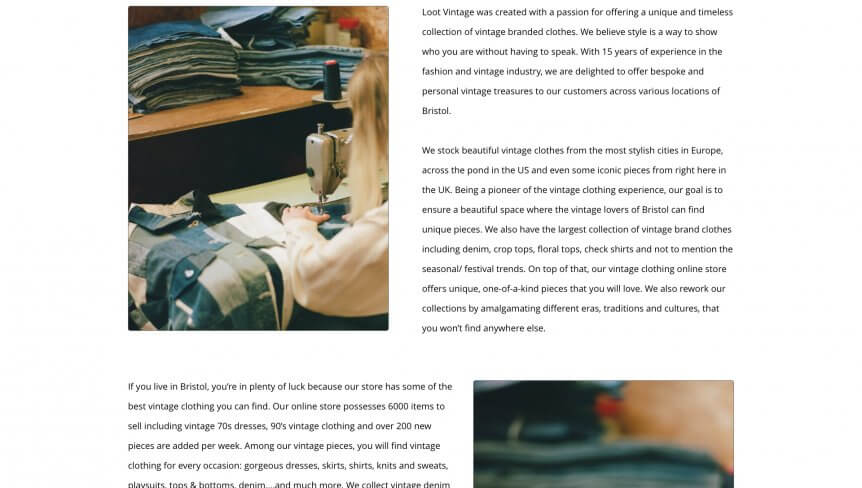 Loot Vintage was created with a passion for offering a unique and timeless
collection of vintage branded clothes. We believe style is a way to show
who you are without having to speak. With 15 years of experience in the
fashion and vintage industry, we are delighted to offer bespoke and
personal vintage treasures to our customers across various locations of
Bristol.
We stock beautiful vintage clothes from the most stylish cities in Europe,
across the pond in the US and even some iconic pieces from right here in
the UK. Being a pioneer of the vintage clothing experience, our goal is to
ensure a beautiful space where the vintage lovers of Bristol can find
unique pieces. We also have the largest collection of vintage brand clothes
including denim, crop tops, floral tops, check shirts and not to mention the
seasonal/ festival trends. On top of that, our vintage clothing online store
offers unique, one-of-a-kind pieces that you will love. We also rework our
collections by amalgamating different eras, traditions and cultures, that
you won’t find anywhere else.
If you live in Bristol, you’re in plenty of luck because our store has some of the
best vintage clothing you can find. Our online store possesses 6000 items to
sell including vintage 70s dresses, 90’s vintage clothing and over 200 new
pieces are added per week. Among our vintage pieces, you will find vintage
clothing for every occasion: gorgeous dresses, skirts, shirts, knits and sweats,
playsuits, tops & bottoms, denim....and much more. We collect vintage denim